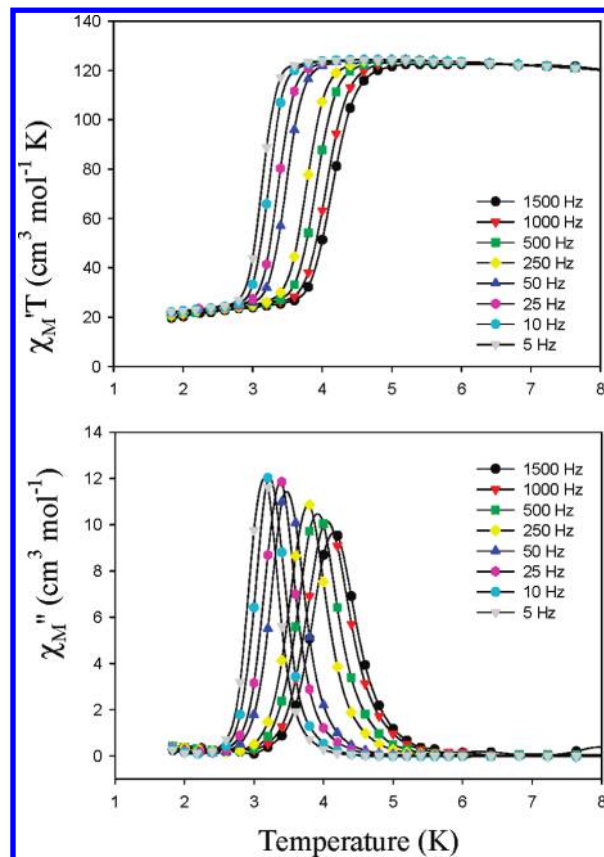 140
120
100
80
60
40
20
0
χM'T (cm³ mol⁻¹ K)
1500 Hz
1000 Hz
500 Hz
250 Hz
50 Hz
25 Hz
10 Hz
5 Hz
1 2 3 4 5 6 7 8
14
12
10
8
6
4
2
0
χM" (cm³ mol⁻¹)
1500 Hz
1000 Hz
500 Hz
250 Hz
50 Hz
25 Hz
10 Hz
5 Hz
1 2 3 4 5 6 7 8
Temperature (K)